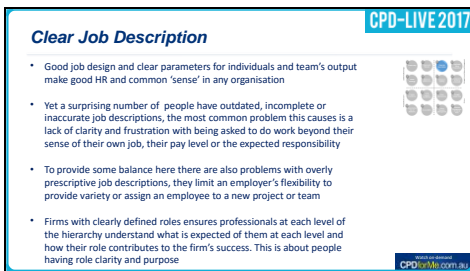 CPD-LIVE 2017
Clear Job Description
• Good job design and clear parameters for individuals and team's output
make good HR and common 'sense' in any organisation
• Yet a surprising number of people have outdated, incomplete or
inaccurate job descriptions, the most common problem this causes is a
lack of clarity and frustration with being asked to do work beyond their
sense of their own job, their pay level or the expected responsibility
• To provide some balance here there are also problems with overly
prescriptive job descriptions, they limit an employer's flexibility to
provide variety or assign an employee to a new project or team
• Firms with clearly defined roles ensures professionals at each level of
the hierarchy understand what is expected of them at each level and
how their role contributes to the firm's success. This is about people
having role clarity and purpose
Watch on-demand
CPDforMe.com.au